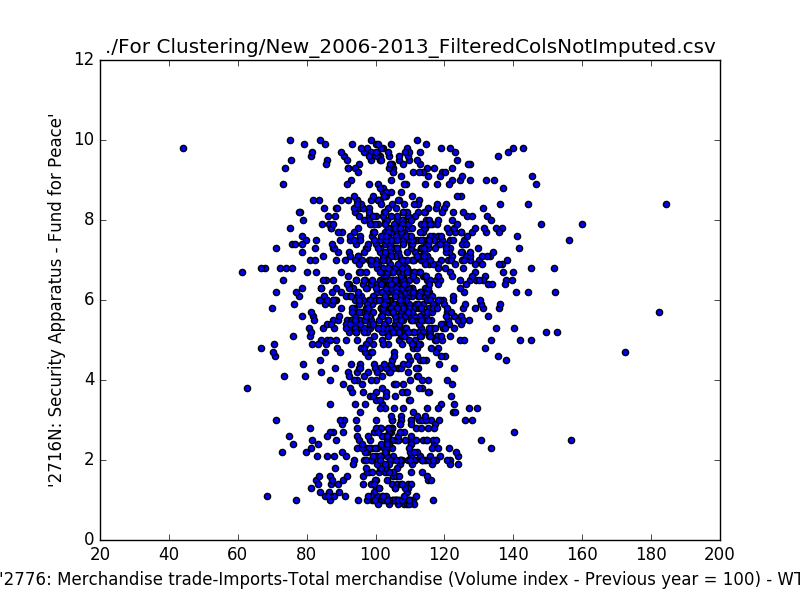 ./For Clustering/New_2006-2013_FilteredColsNotImputed.csv
12
10
8
6
4
2
0
'2716N: Security Apparatus - Fund for Peace'
20 40 60 80 100 120 140 160 180 200
'2776: Merchandise trade-Imports-Total merchandise (Volume index - Previous year = 100) - WT